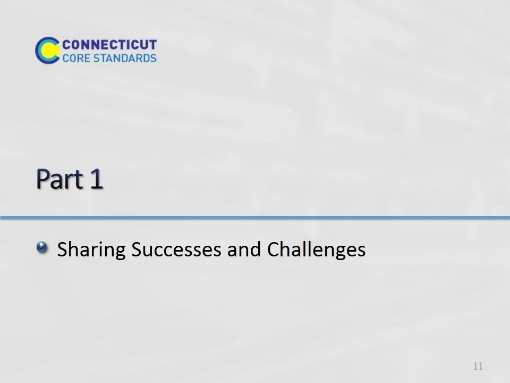 CONNECTICUT
CORE STANDARDS
Part 1
Sharing Successes and Challenges
11